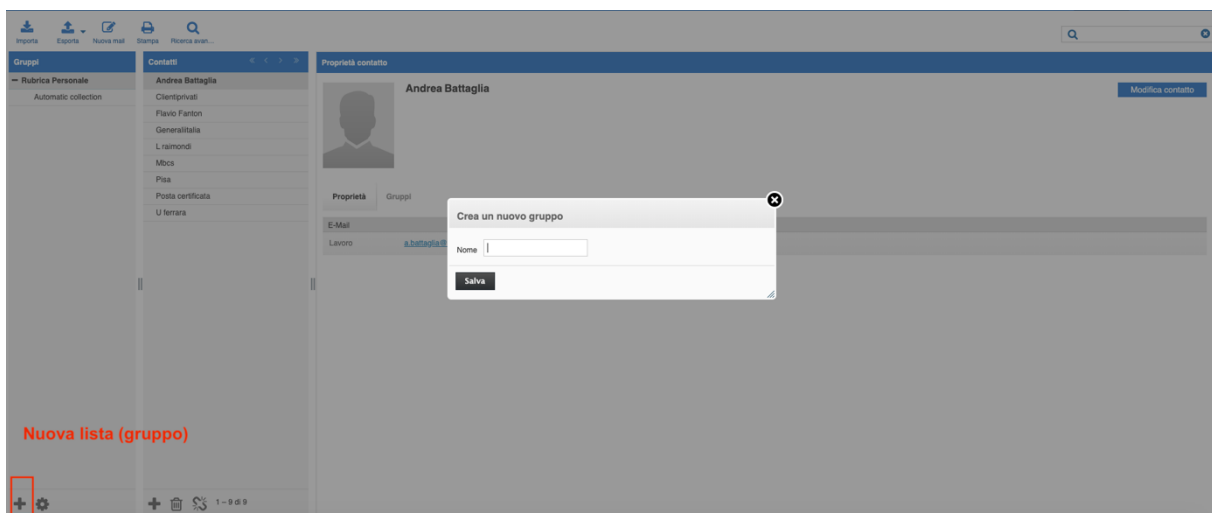 Importa Esporta Nuova mail Stampa Ricerca avan...
Gruppi
Rubrica Personale
Automatic collection
Contatti
Andrea Battaglia
Clientiprivati
Flavio Fanton
Generaliitalia
L raimondi
Mbcs
Pisa
Posta certificata
U ferrara
Proprietà contatto
Andrea Battaglia
Modifica contatto
Proprietà Gruppi
E-Mail
Lavoro a.battaglia@
Crea un nuovo gruppo
Nome
Salva
Nuova lista (gruppo)
1 – 9 di 9